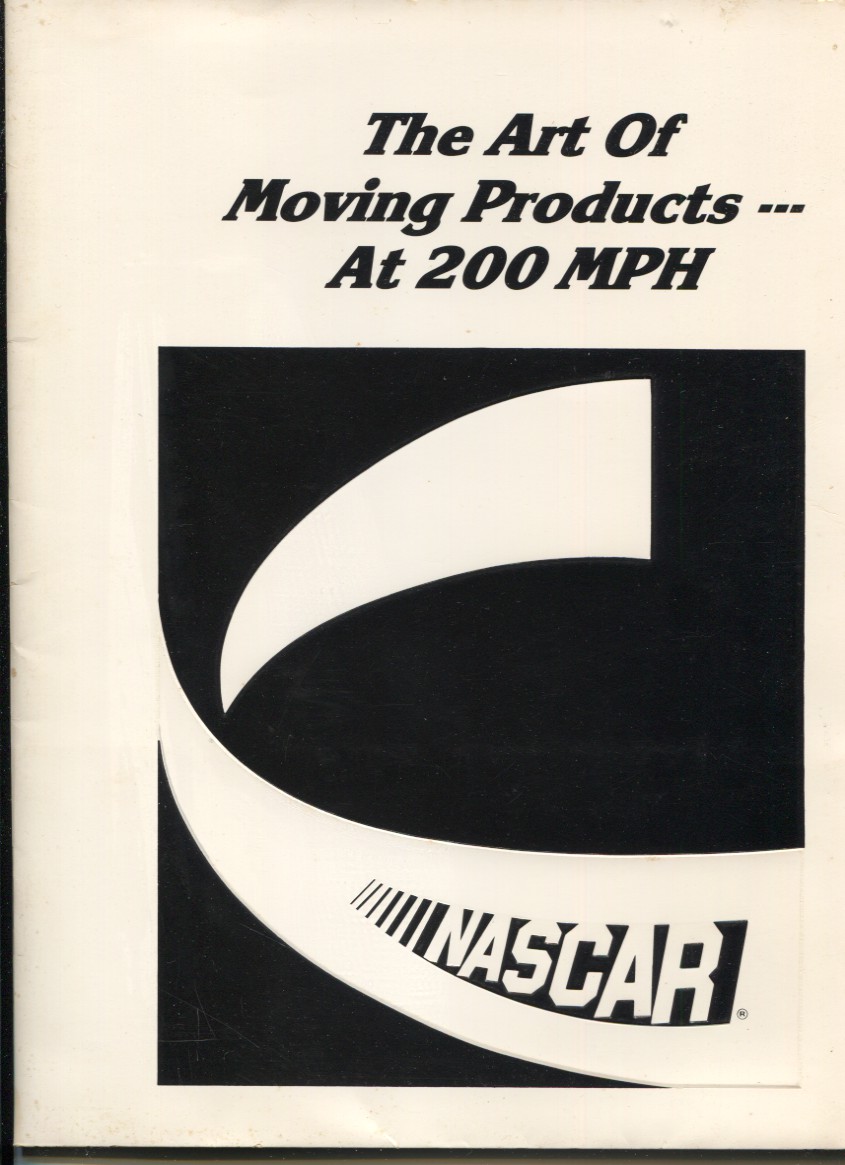 The Art Of
Moving Products ---
At 200 MPH
NASCAR®